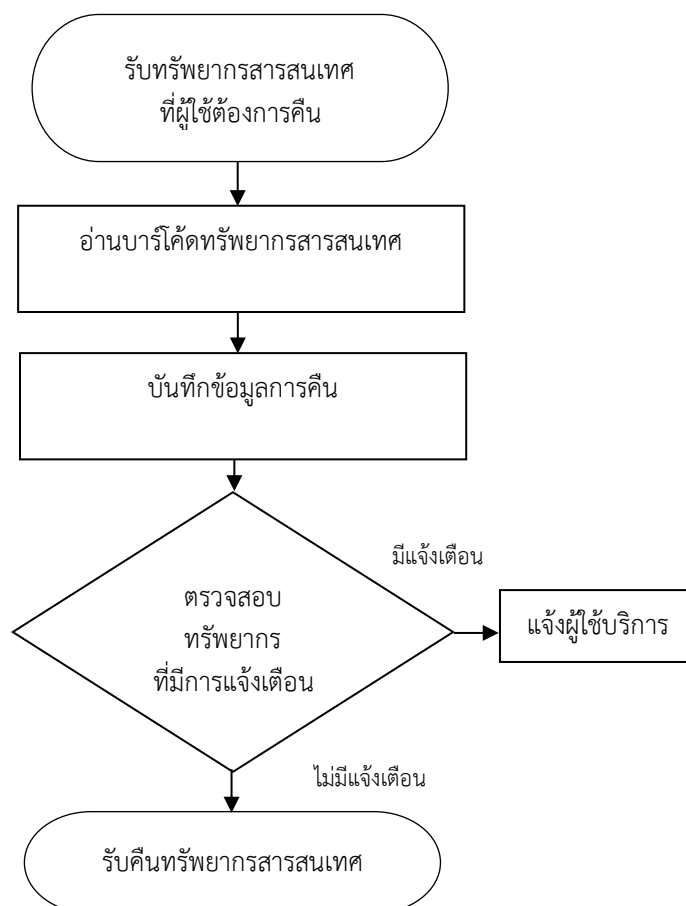 รับทรัพยากรสารสนเทศ
ที่ผู้ใช้ต้องการคืน
อ่านบาร์โค้ดทรัพยากรสารสนเทศ
บันทึกข้อมูลการคืน
มีแจ้งเตือน
ตรวจสอบ
ทรัพยากร
ที่มีการแจ้งเตือน
แจ้งผู้ใช้บริการ
ไม่มีแจ้งเตือน
รับคืนทรัพยากรสารสนเทศ